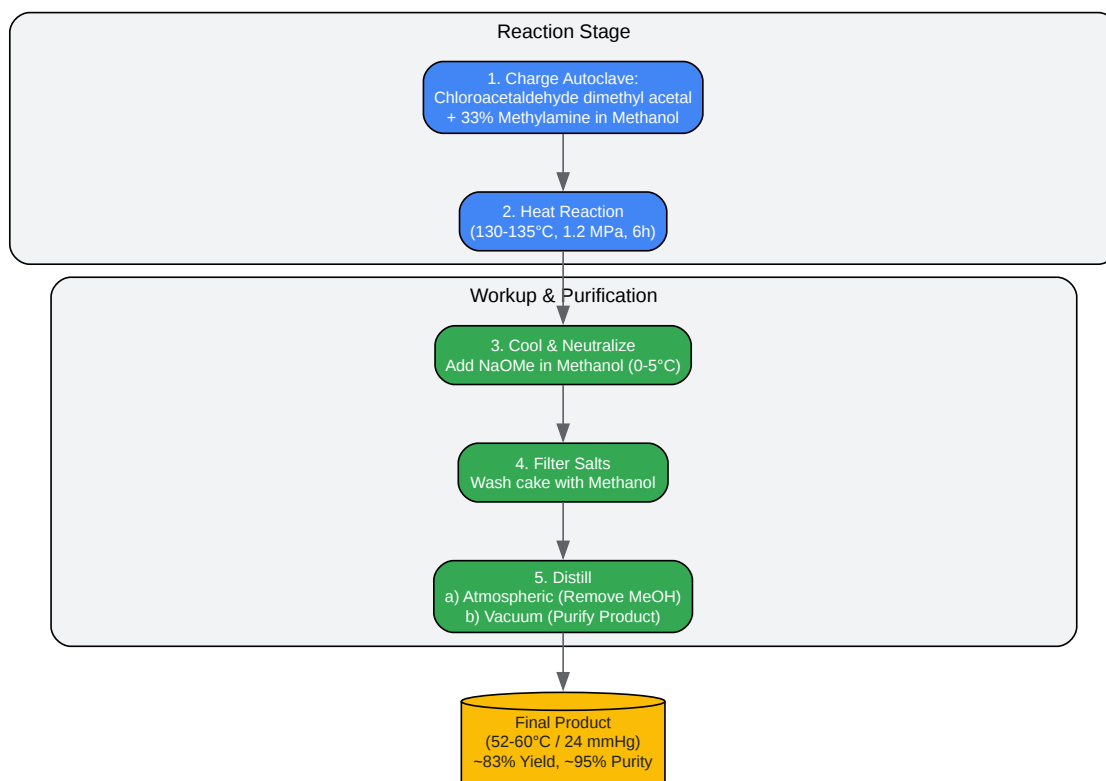 Reaction Stage
1. Charge Autoclave:
Chloroacetaldehyde dimethyl acetal
+ 33% Methylamine in Methanol
2. Heat Reaction
(130-135°C, 1.2 MPa, 6h)
Workup & Purification
3. Cool & Neutralize
Add NaOMe in Methanol (0-5°C)
4. Filter Salts
Wash cake with Methanol
5. Distill
a) Atmospheric (Remove MeOH)
b) Vacuum (Purify Product)
Final Product
(52-60°C / 24 mmHg)
~83% Yield, ~95% Purity